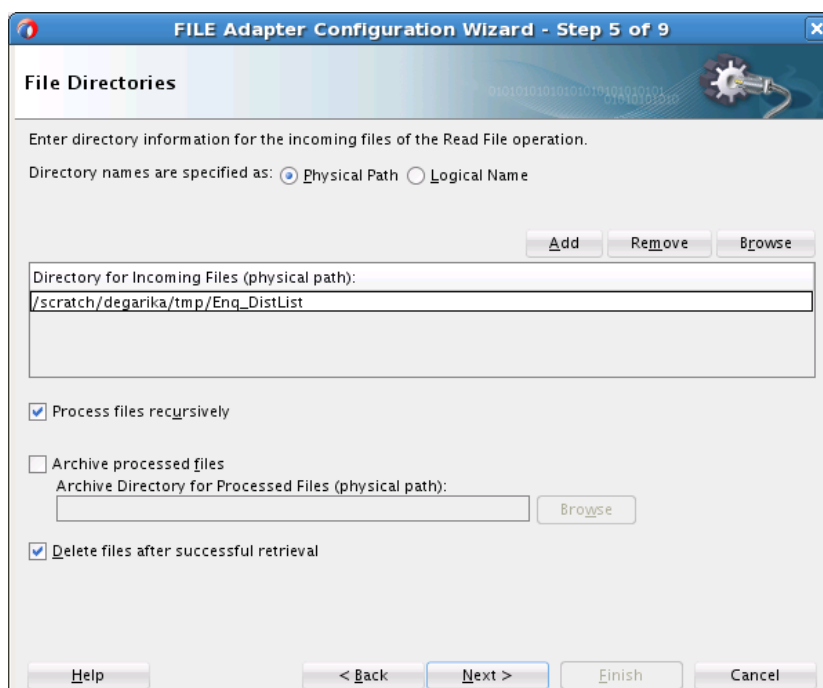 FILE Adapter Configuration Wizard - Step 5 of 9
File Directories
0101010101010101010101010101
01010101010
Enter directory information for the incoming files of the Read File operation.
Directory names are specified as: Physical Path Logical Name
Add Remove Browse
Directory for Incoming Files (physical path):
/scratch/degarika/tmp/Enq_DistList
Process files recursively
Archive processed files
Archive Directory for Processed Files (physical path):
Browse
Delete files after successful retrieval
Help < Back Next > Finish Cancel